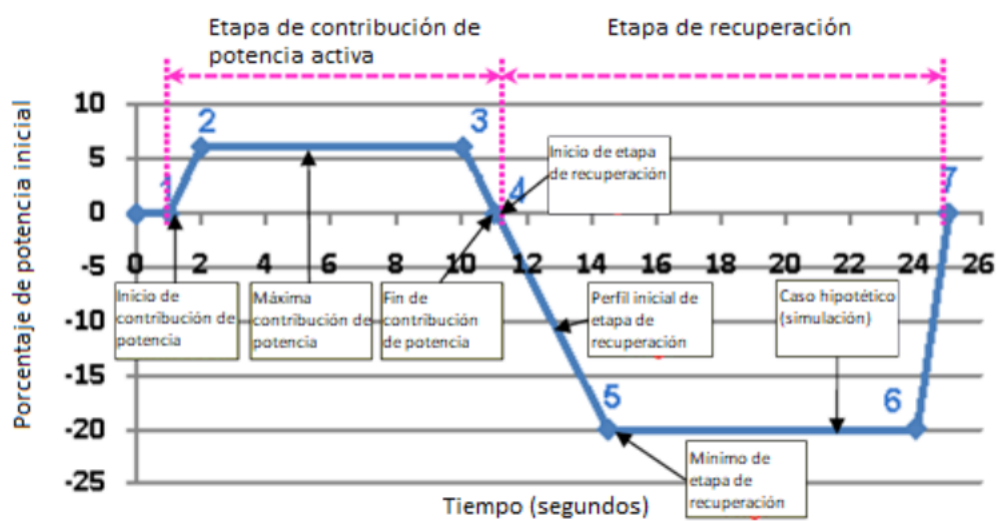 Etapa de contribución de
potencia activa
Etapa de recuperación
Porcentaje de potencia inicial
10
5
0
-5
-10
-15
-20
-25
0 2 4 6 8 10 12 14 16 18 20 22 24 26
1
2
3
4
5
6
7
Inicio de etapa
de recuperación
Inicio de
contribución de
potencia
Máxima
contribución de
potencia
Fin de
contribución
de potencia
Perfil inicial de
etapa de
recuperación
Caso hipotético
(simulación)
Mínimo de
etapa de
recuperación
Tiempo (segundos)